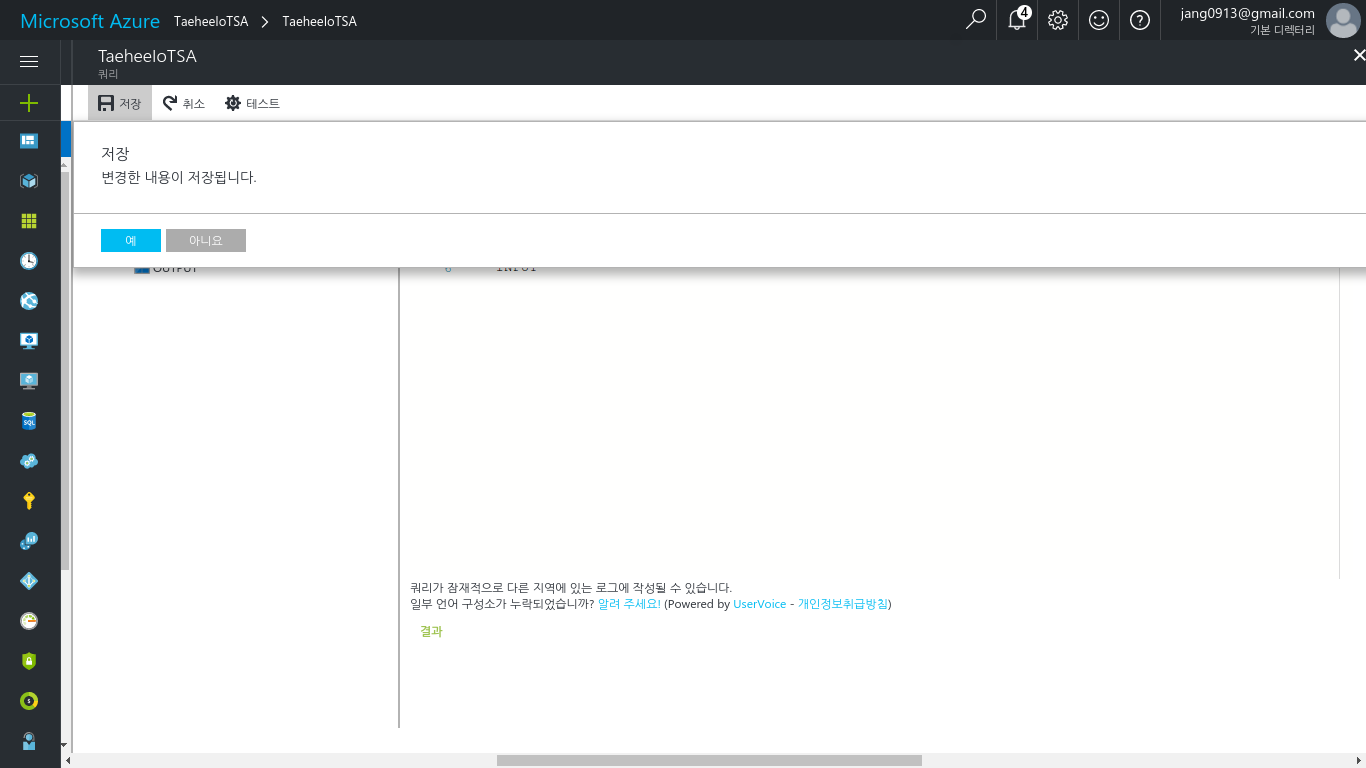 Microsoft Azure TaeheeIoTSA > TaeheeIoTSA 4 jang0913@gmail.com
기본 디렉터리
TaeheeIoTSA
쿼리
저장 취소 테스트
저장
변경한 내용이 저장됩니다.
예 아니요
OUTPUT 6 INPUT
SQL
쿼리가 잠재적으로 다른 지역에 있는 로그에 작성될 수 있습니다.
일부 언어 구성소가 누락되었습니까? 알려 주세요! (Powered by UserVoice - 개인정보취급방침)
결과